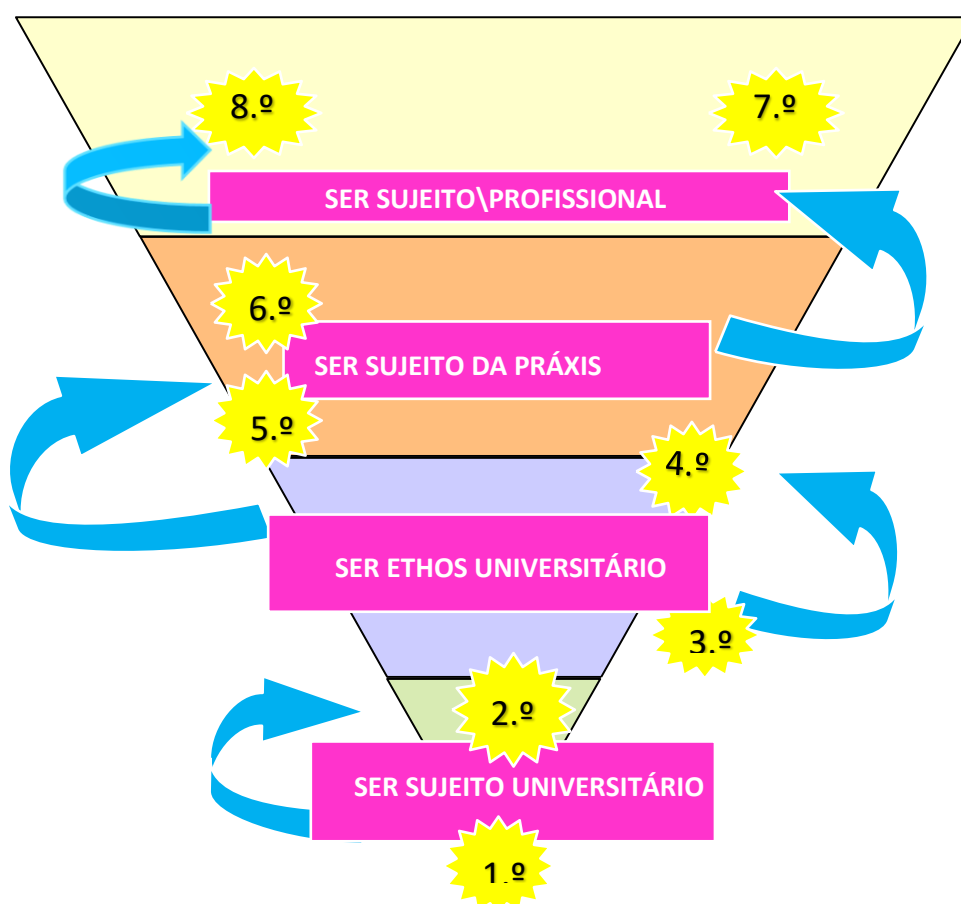 8.º
7.º
SER SUJEITO\PROFISSIONAL
6.º
SER SUJEITO DA PRÁXIS
5.º
4.º
SER ETHOS UNIVERSITÁRIO
3.º
2.º
SER SUJEITO UNIVERSITÁRIO
1.º